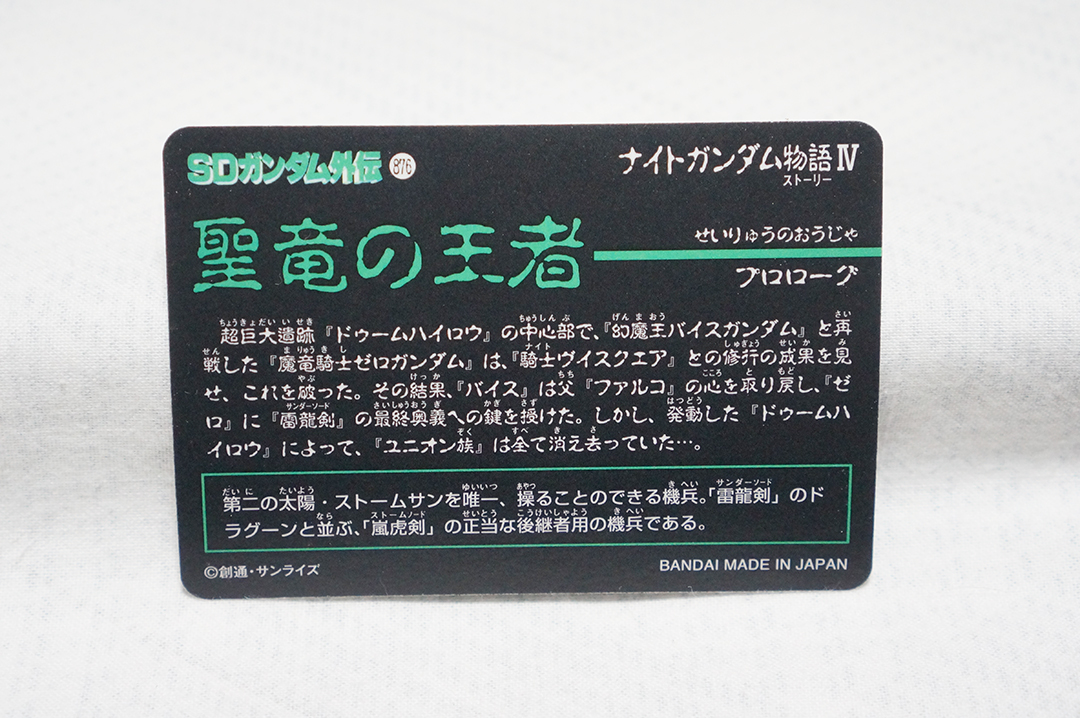 SDガンダム外伝 876
ナイトガンダム物語Ⅳ
ストーリー
聖竜の王者
せいりゅうのおうじゃ
プロローグ
超巨大遺跡『ドゥームハイロウ』の中心部で、『幻魔王バイスガンダム』と再
戦した『魔竜騎士ゼロガンダム』は、『騎士ヴイスクエア』との修行の成果を見
せ、これを破った。その結果、『バイス』は父『ファルコ』の心を取り戻し、『ゼ
ロ』に『雷龍剣』の最終奥義への鍵を授けた。しかし、発動した『ドゥームハ
イロウ』によって、『ユニオン族』は全て消え去っていた…。
第二の太陽・ストームサンを唯一、操ることのできる機兵。「雷龍剣」のド
ラグーンと並ぶ、「嵐虎剣」の正当な後継者用の機兵である。
©創通・サンライズ
BANDAI MADE IN JAPAN